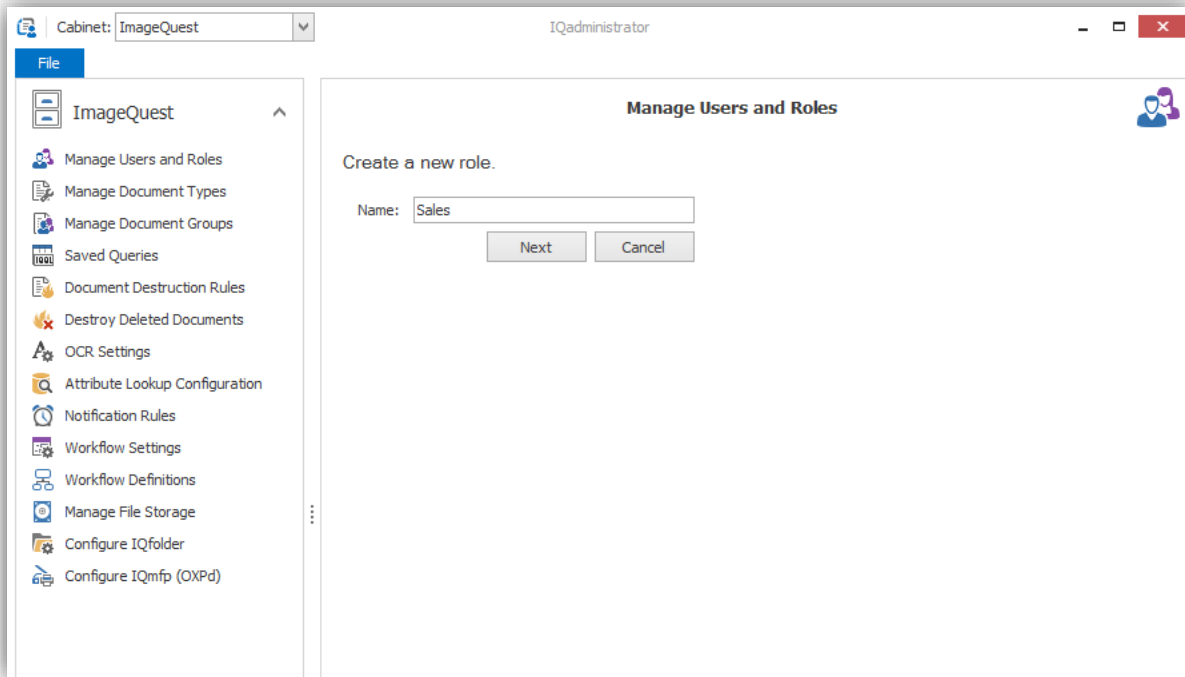 Cabinet: ImageQuest
IQadministrator
File
ImageQuest
Manage Users and Roles
Manage Document Types
Manage Document Groups
IQQL
Saved Queries
Document Destruction Rules
Destroy Deleted Documents
OCR Settings
Attribute Lookup Configuration
Notification Rules
Workflow Settings
Workflow Definitions
Manage File Storage
Configure IQfolder
Configure IQmfp (OXPd)
Manage Users and Roles
Create a new role.
Name: Sales
Next Cancel